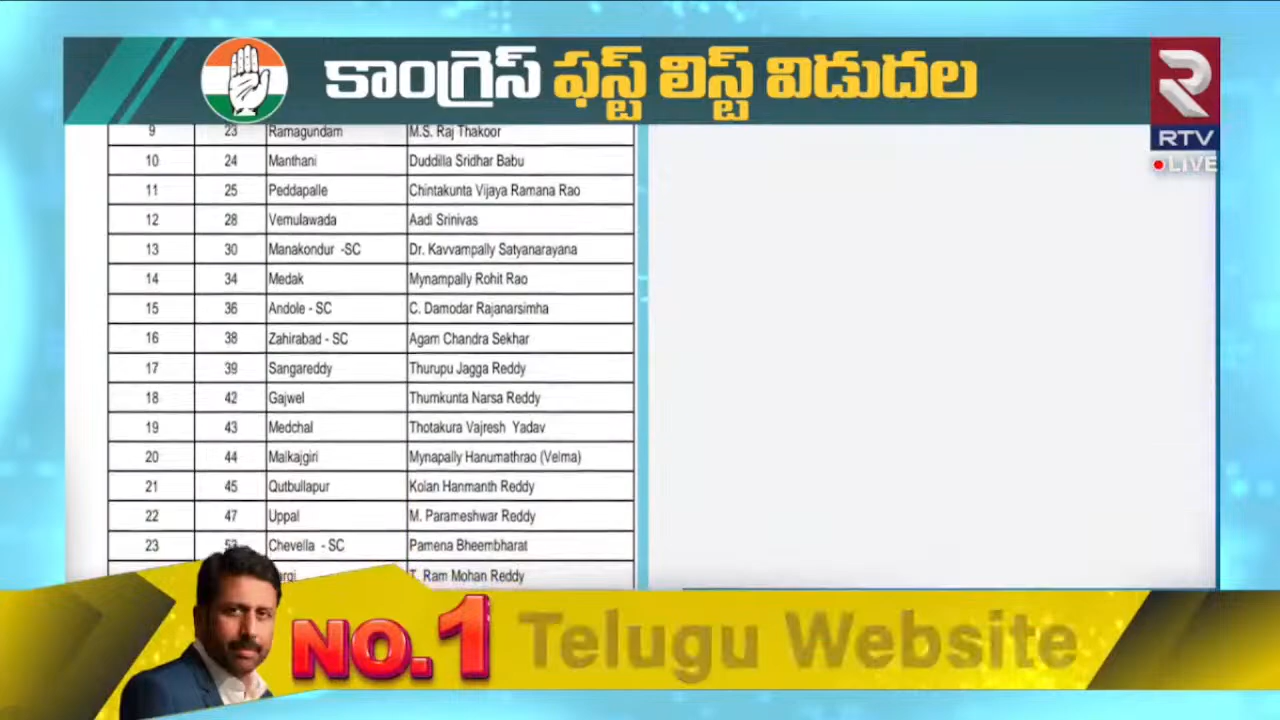 కాంగ్రెస్ ఫస్ట్ లిస్ట్ విడుదల
RTV
LIVE
9 23 Ramagundam M.S. Raj Thakoor
10 24 Manthani Duddilla Sridhar Babu
11 25 Peddapalle Chintakunta Vijaya Ramana Rao
12 28 Vemulawada Aadi Srinivas
13 30 Manakondur -SC Dr. Kavvampally Satyanarayana
14 34 Medak Mynampally Rohit Rao
15 36 Andole - SC C. Damodar Rajanarsimha
16 38 Zahirabad - SC Agam Chandra Sekhar
17 39 Sangareddy Thurupu Jagga Reddy
18 42 Gajwel Thumkunta Narsa Reddy
19 43 Medchal Thotakura Vajresh Yadav
20 44 Malkajgiri Mynapally Hanumathrao (Velma)
21 45 Qutbullapur Kolan Hanmanth Reddy
22 47 Uppal M. Parameshwar Reddy
23 53 Chevella - SC Pamena Bheembharat
T. Ram Mohan Reddy
NO.1 Telugu Website